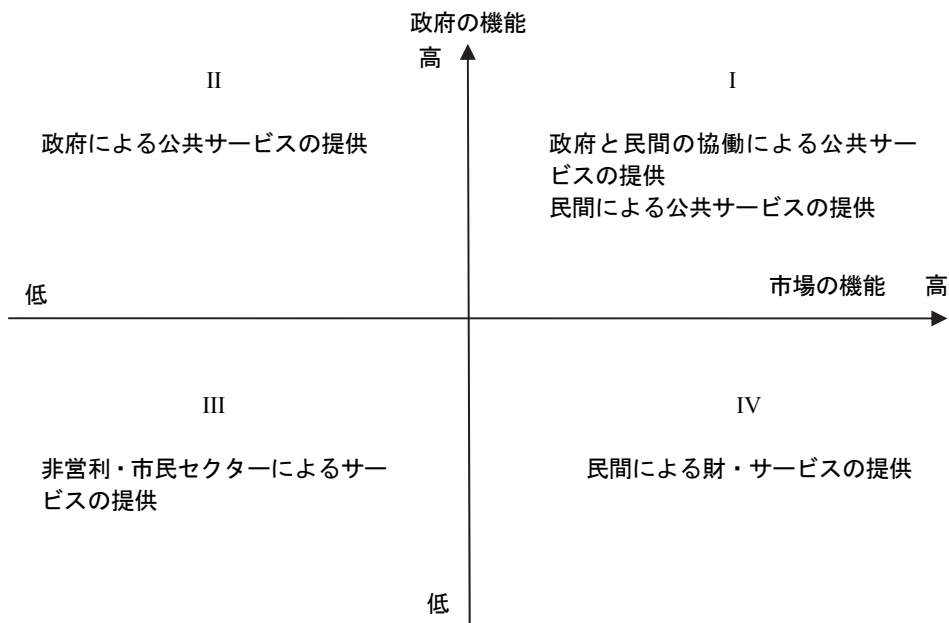 政府の機能
高
II
I
政府による公共サービスの提供
政府と民間の協働による公共サー
ビスの提供
民間による公共サービスの提供
低
市場の機能 高
III
IV
非営利・市民セクターによるサー
ビスの提供
民間による財・サービスの提供
低